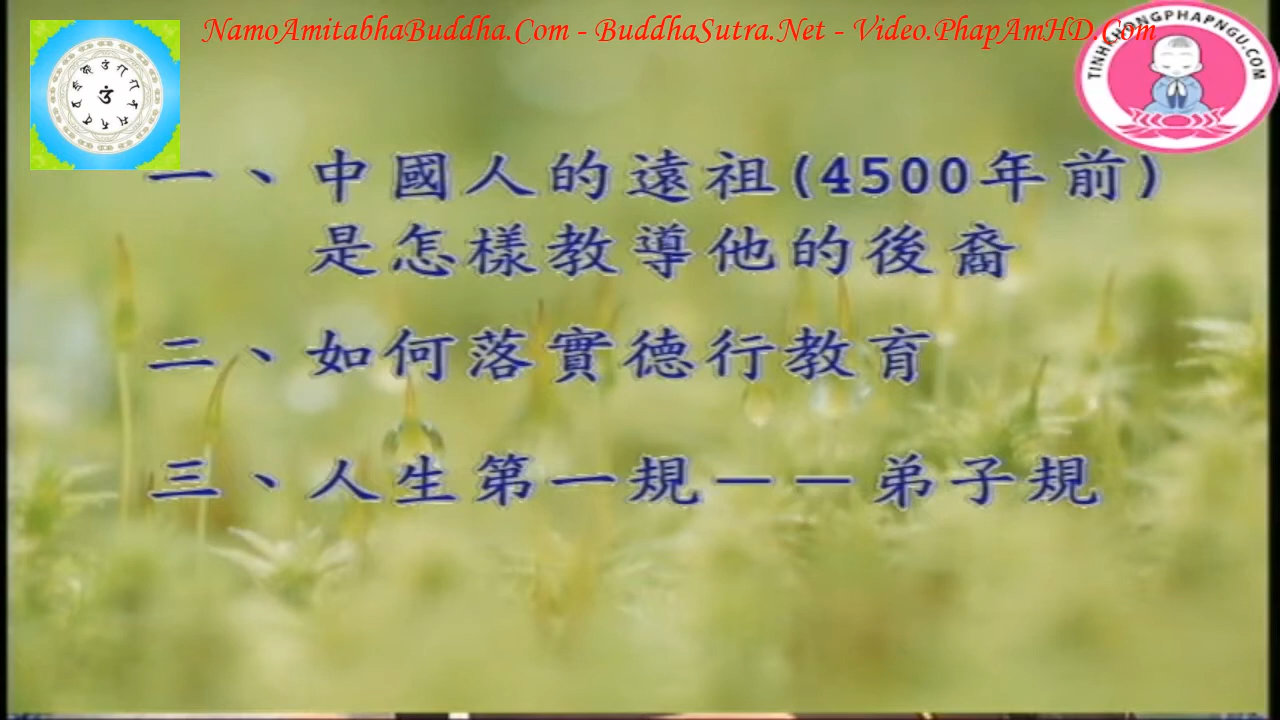 NamoAmitabhaBuddha.Com - BuddhaSutra.Net - Video.PhapAmHD.Com
TINHKHONGPHAPNGU.COM
一、中國人的遠祖(4500年前)
是怎樣教導他的後裔
二、如何落實德行教育
三、人生第一規——弟子規